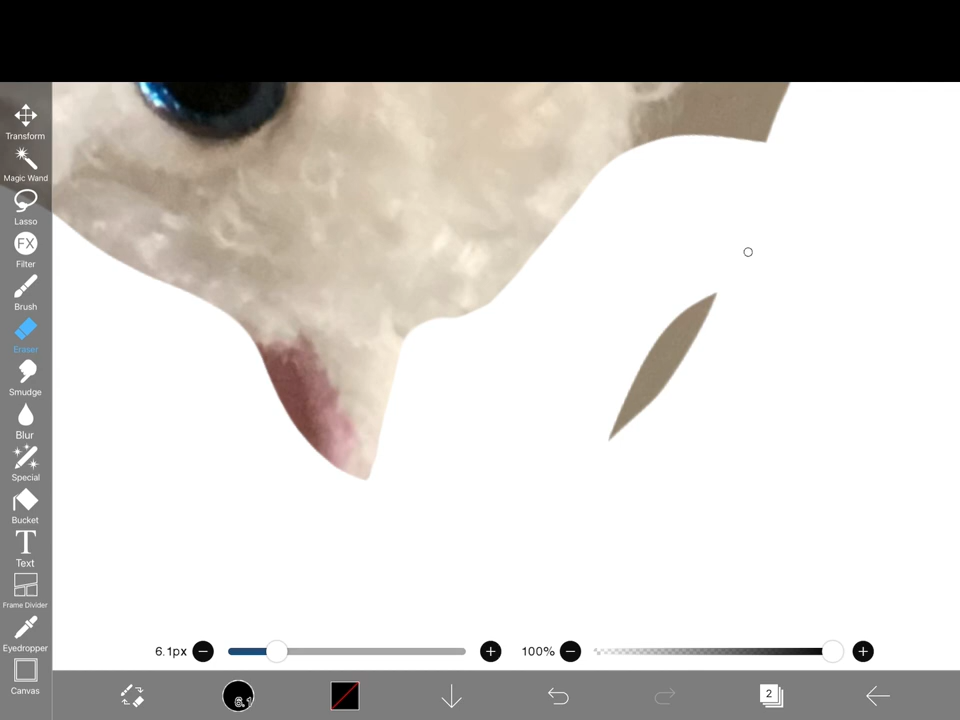 Transform
Magic Wand
Lasso
FX
Filter
Brush
Eraser
Smudge
Blur
Special
Bucket
T
Text
Frame Divider
Eyedropper
Canvas
6.1px
100%
2